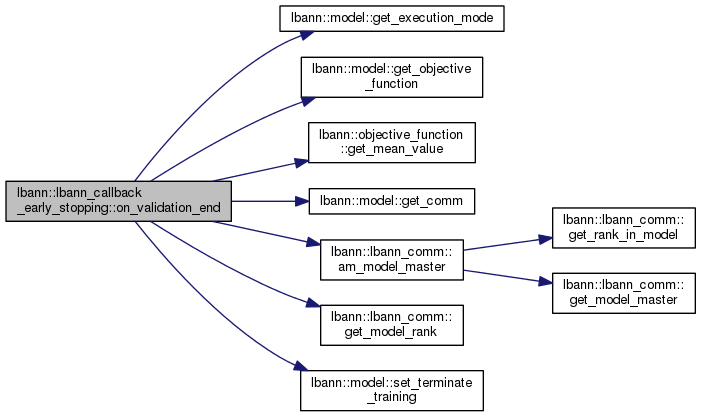 lbann::model::get_execution_mode
lbann::model::get_objective
_function
lbann::objective_function
::get_mean_value
lbann::lbann_callback
_early_stopping::on_validation_end
lbann::model::get_comm
lbann::lbann_comm::
am_model_master
lbann::lbann_comm::
get_rank_in_model
lbann::lbann_comm::
get_model_master
lbann::lbann_comm::
get_model_rank
lbann::model::set_terminate
_training